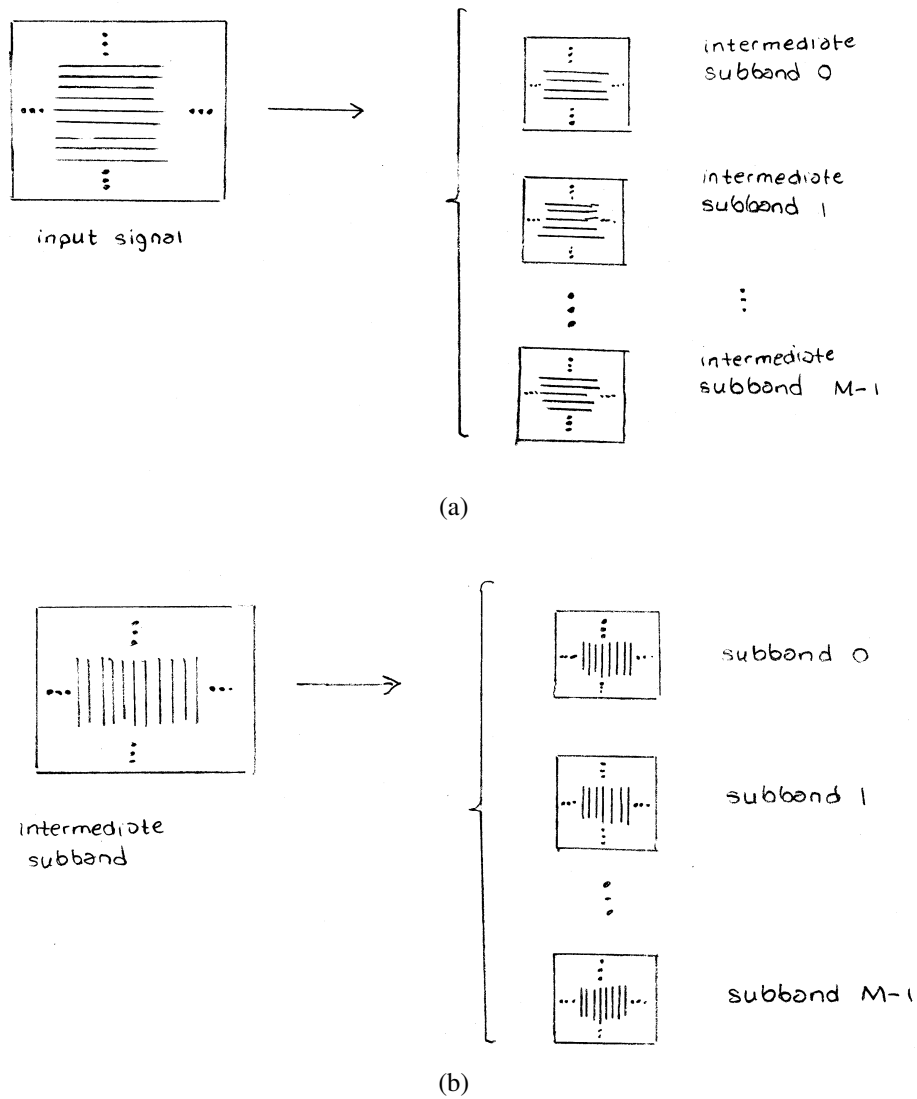 input signal
intermediate
subband 0
intermediate
subband 1
intermediate
subband M-1
(a)
intermediate
subband
subband 0
subband 1
subband M-1
(b)